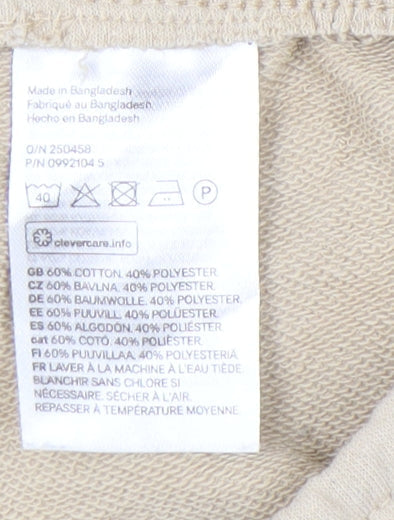 Made in Bangladesh
Fabriqué au Bangladesh
Hecho en Bangladesh
O/N 250458
P/N 0992104 5
40
P
clevercare.info
GB 60% COTTON. 40% POLYESTER.
CZ 60% BAVLNA. 40% POLYESTER.
DE 60% BAUMWOLLE. 40% POLYESTER.
EE 60% PUUVILL. 40% POLÜESTER.
ES 60% ALGODÓN. 40% POLIÉSTER.
cat 60% COTÓ. 40% POLIÈSTER.
FI 60% PUUVILLAA. 40% POLYESTERIÄ.
FR LAVER À LA MACHINE À L'EAU TIÈDE.
BLANCHIR SANS CHLORE SI
NÉCESSAIRE. SÉCHER À L'AIR.
REPASSER À TEMPÉRATURE MOYENNE.